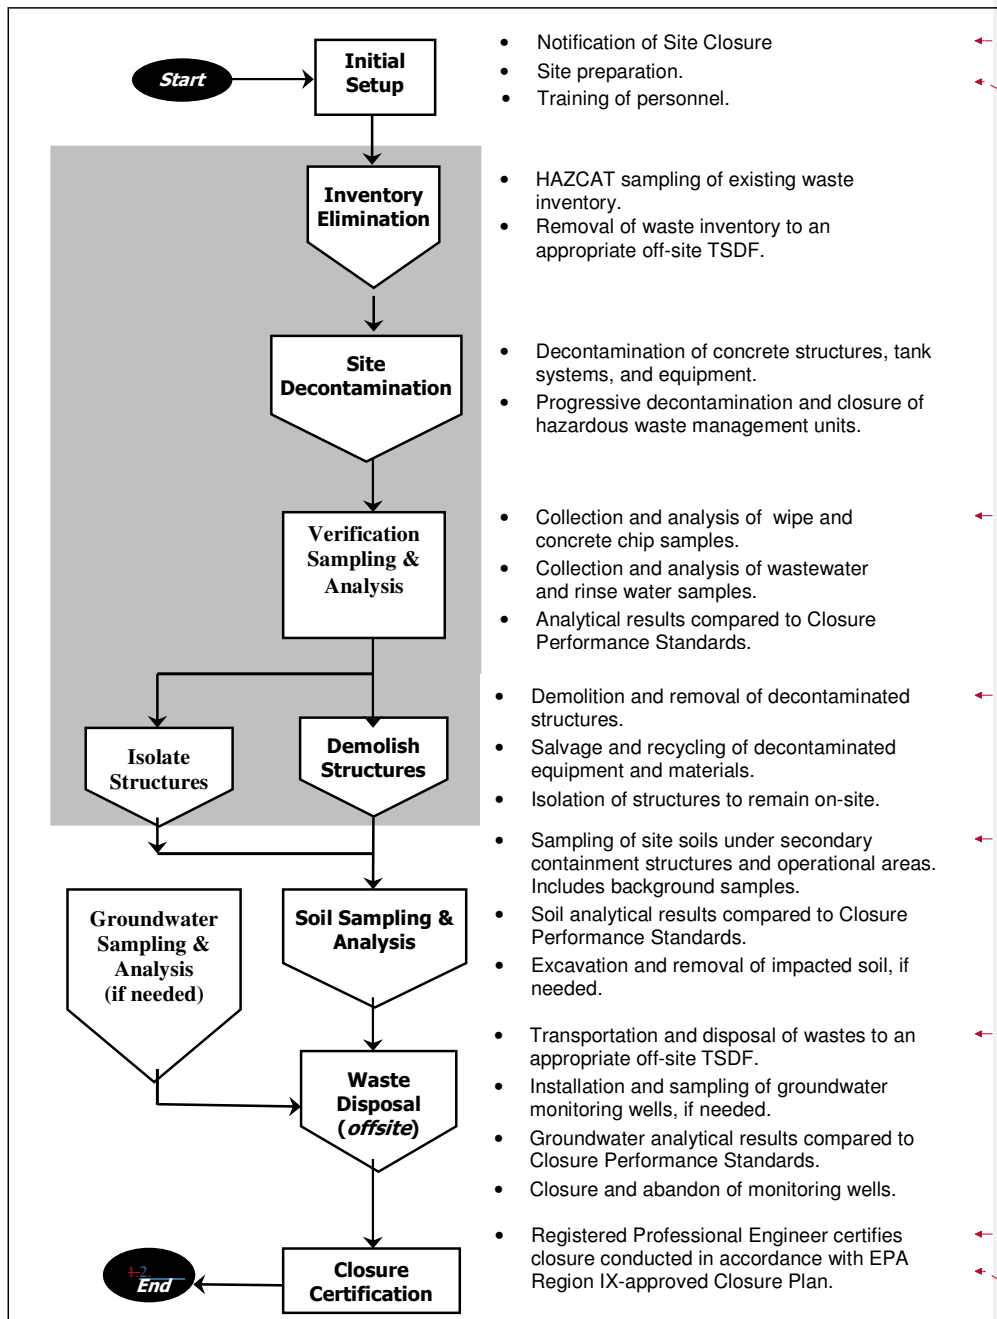 Start
Initial
Setup
• Notification of Site Closure
• Site preparation.
• Training of personnel.
Inventory
Elimination
• HAZCAT sampling of existing waste
inventory.
• Removal of waste inventory to an
appropriate off-site TSDF.
Site
Decontamination
• Decontamination of concrete structures, tank
systems, and equipment.
• Progressive decontamination and closure of
hazardous waste management units.
Verification
Sampling &
Analysis
• Collection and analysis of wipe and
concrete chip samples.
• Collection and analysis of wastewater
and rinse water samples.
• Analytical results compared to Closure
Performance Standards.
Isolate
Structures
Demolish
Structures
• Demolition and removal of decontaminated
structures.
• Salvage and recycling of decontaminated
equipment and materials.
• Isolation of structures to remain on-site.
Groundwater
Sampling &
Analysis
(if needed)
Soil Sampling &
Analysis
• Sampling of site soils under secondary
containment structures and operational areas.
Includes background samples.
• Soil analytical results compared to Closure
Performance Standards.
• Excavation and removal of impacted soil, if
needed.
Waste
Disposal
(offsite)
• Transportation and disposal of wastes to an
appropriate off-site TSDF.
• Installation and sampling of groundwater
monitoring wells, if needed.
• Groundwater analytical results compared to
Closure Performance Standards.
• Closure and abandon of monitoring wells.
1.2.
End
Closure
Certification
• Registered Professional Engineer certifies
closure conducted in accordance with EPA
Region IX-approved Closure Plan.